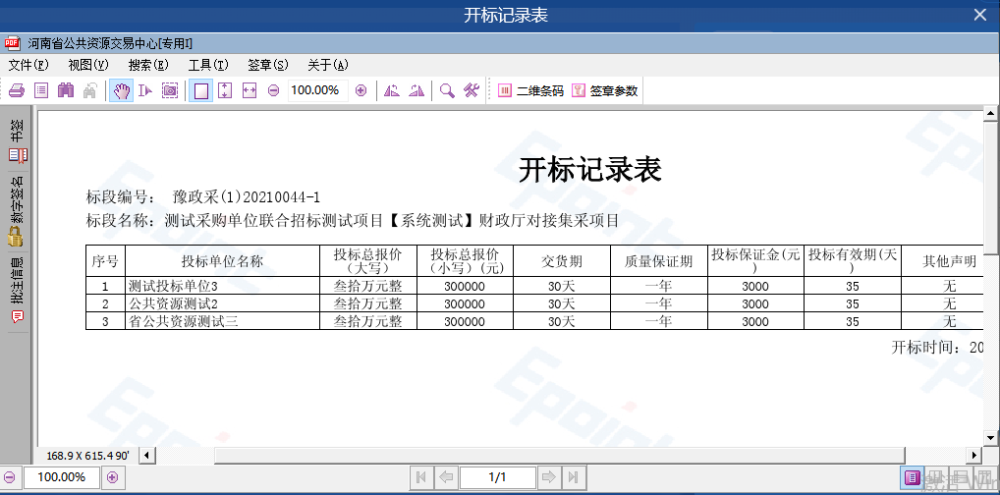 开标记录表
河南省公共资源交易中心[专用I]
文件(F) 视图(V) 搜索(E) 工具(T) 签章(S) 关于(A)
100.00% 二维条码 签章参数
书签
数字签名
批注信息
开标记录表
标段编号： 豫政采(1)20210044-1
标段名称：测试采购单位联合招标测试项目【系统测试】财政厅对接集采项目
序号 投标单位名称 投标总报价（大写） 投标总报价（小写）(元) 交货期 质量保证期 投标保证金(元) 投标有效期(天) 其他声明
1 测试投标单位3 叁拾万元整 300000 30天 一年 3000 35 无
2 公共资源测试2 叁拾万元整 300000 30天 一年 3000 35 无
3 省公共资源测试三 叁拾万元整 300000 30天 一年 3000 35 无
开标时间：20
Epoint
Epoint
Epoint
Epoint
168.9 X 615.4 90'
100.00% 1/1
激活 Win